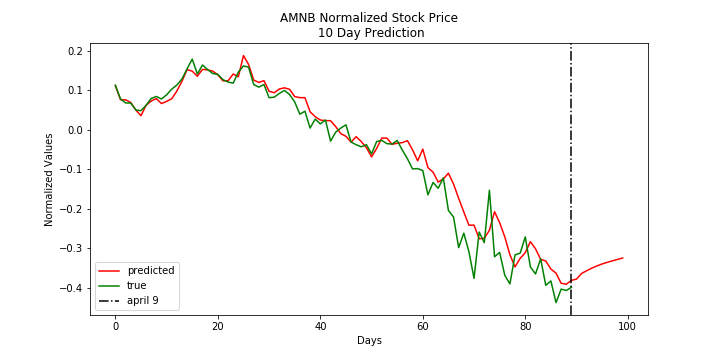 AMNB Normalized Stock Price
10 Day Prediction
Normalized Values
0.2
0.1
0.0
−0.1
−0.2
−0.3
−0.4
predicted
true
april 9
0 20 40 60 80 100
Days